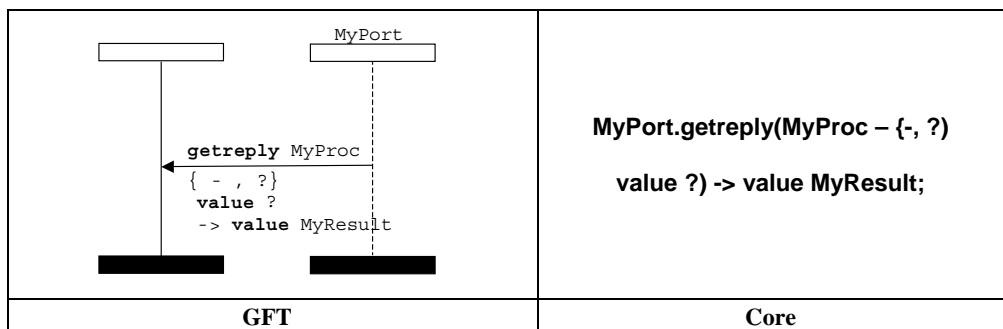 MyPort
getreply MyProc
{ - , ?}
value ?
-> value MyResult
MyPort.getreply(MyProc – {-, ?)
value ?) -> value MyResult;
GFT
Core